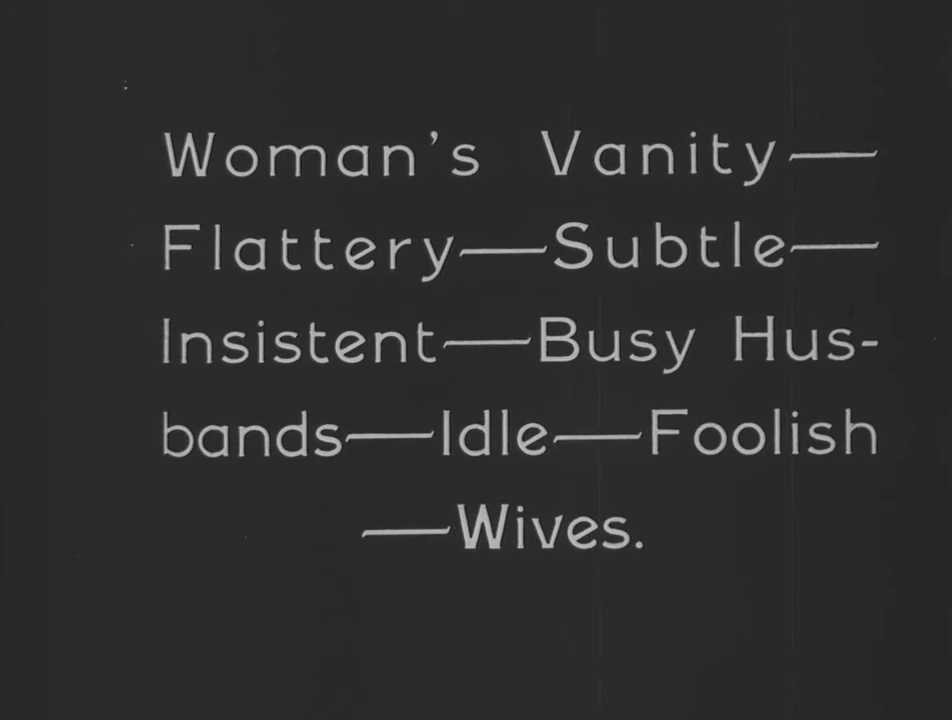 Woman's Vanity—
Flattery—Subtle—
Insistent—Busy Hus-
bands—Idle—Foolish
—Wives.